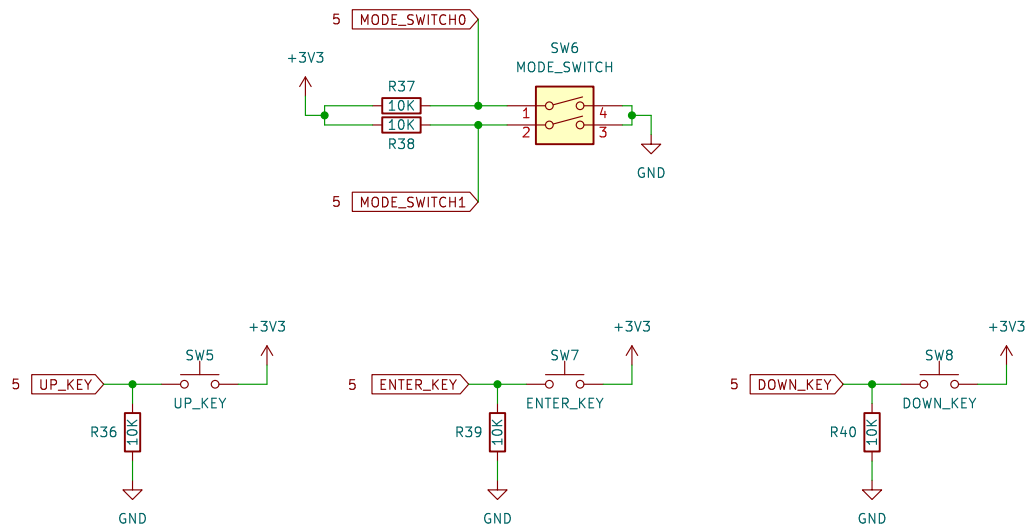 5 MODE_SWITCH0
SW6
MODE_SWITCH
+3V3
R37
10K
1 4
10K
2 3
R38
GND
5 MODE_SWITCH1
+3V3
SW5
5 UP_KEY
UP_KEY
R36 10K
GND
+3V3
SW7
5 ENTER_KEY
ENTER_KEY
R39 10K
GND
+3V3
SW8
5 DOWN_KEY
DOWN_KEY
R40 10K
GND